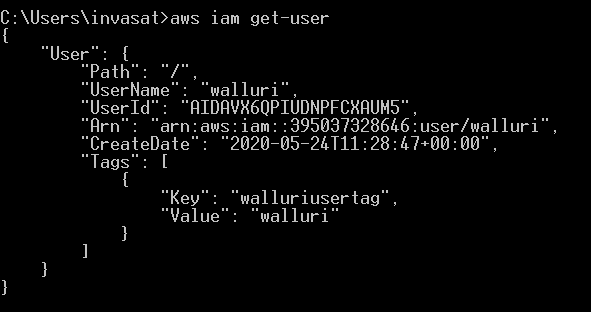 C:\Users\invasat>aws iam get-user
{
    "User": {
        "Path": "/",
        "UserName": "walluri",
        "UserId": "AIDAVX6QPIUDNPFCXAUM5",
        "Arn": "arn:aws:iam::395037328646:user/walluri",
        "CreateDate": "2020-05-24T11:28:47+00:00",
        "Tags": [
            {
                "Key": "walluriusertag",
                "Value": "walluri"
            }
        ]
    }
}